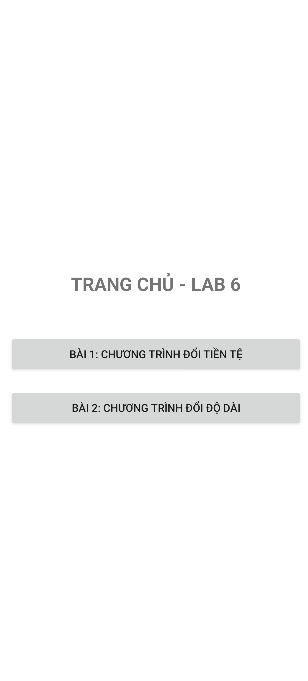 TRANG CHỦ - LAB 6
BÀI 1: CHƯƠNG TRÌNH ĐỔI TIỀN TỆ
BÀI 2: CHƯƠNG TRÌNH ĐỔI ĐỘ DÀI